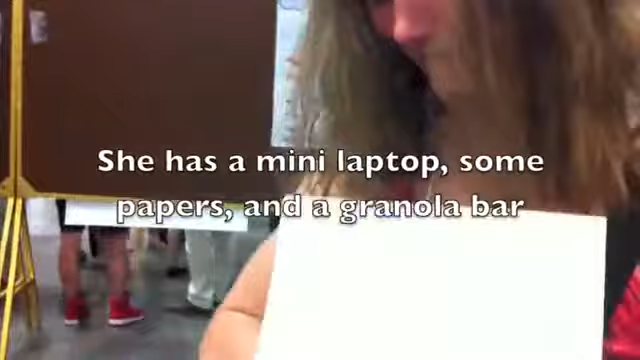 She has a mini laptop, some
papers, and a granola bar